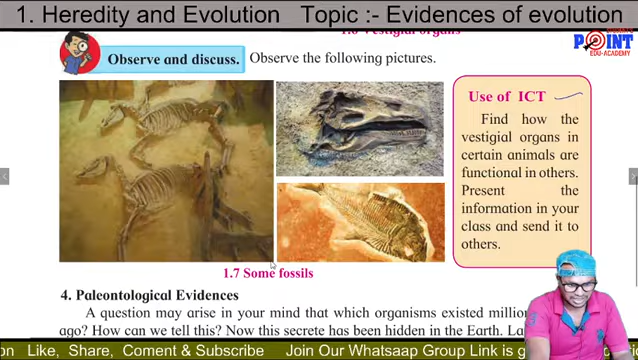 1. Heredity and Evolution Topic :- Evidences of evolution
1.6 Vestigial organs
POINT
EDU-ACADEMY
Observe and discuss. Observe the following pictures.
Use of ICT
Find how the
vestigial organs in
certain animals are
functional in others.
Present the
information in your
class and send it to
others.
1.7 Some fossils
4. Paleontological Evidences
A question may arise in your mind that which organisms existed million
ago? How can we tell this? Now this secrete has been hidden in the Earth. La
on Like, Share, Coment & Subscribe Join Our Whatsaap Group Link is g